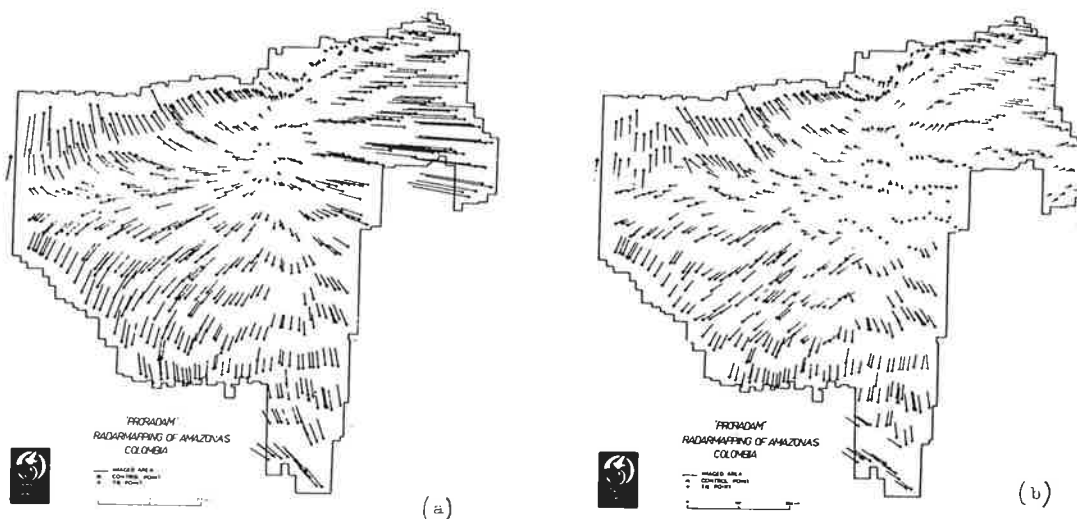 "PRORADAM"
RADARMAPPING OF AMAZONAS
COLOMBIA
IMAGED AREA
CONTROL POINT
TIE POINT
(a)
"PRORADAM"
RADARMAPPING OF AMAZONAS
COLOMBIA
IMAGED AREA
CONTROL POINT
TIE POINT
(b)